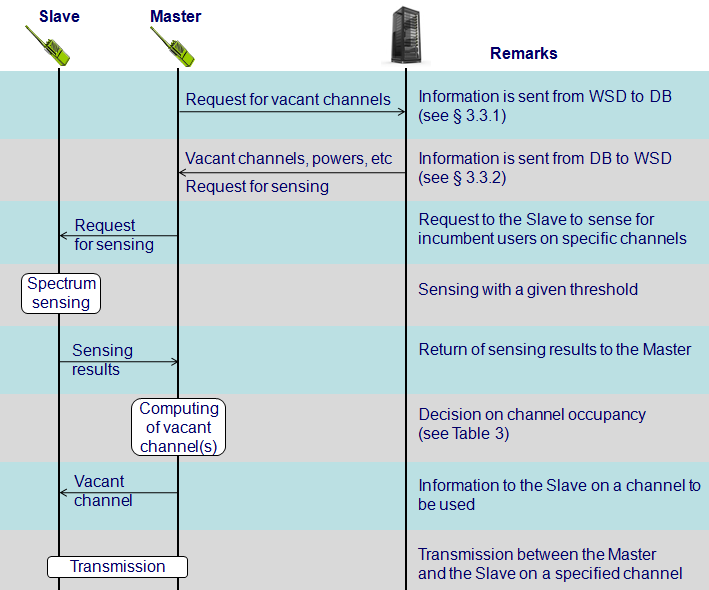 Slave
Master
Remarks
Request for vacant channels
Information is sent from WSD to DB
(see § 3.3.1)
Vacant channels, powers, etc
Request for sensing
Information is sent from DB to WSD
(see § 3.3.2)
Request
for sensing
Request to the Slave to sense for
incumbent users on specific channels
Spectrum
sensing
Sensing with a given threshold
Sensing
results
Return of sensing results to the Master
Computing
of vacant
channel(s)
Decision on channel occupancy
(see Table 3)
Vacant
channel
Information to the Slave on a channel to
be used
Transmission
Transmission between the Master
and the Slave on a specified channel